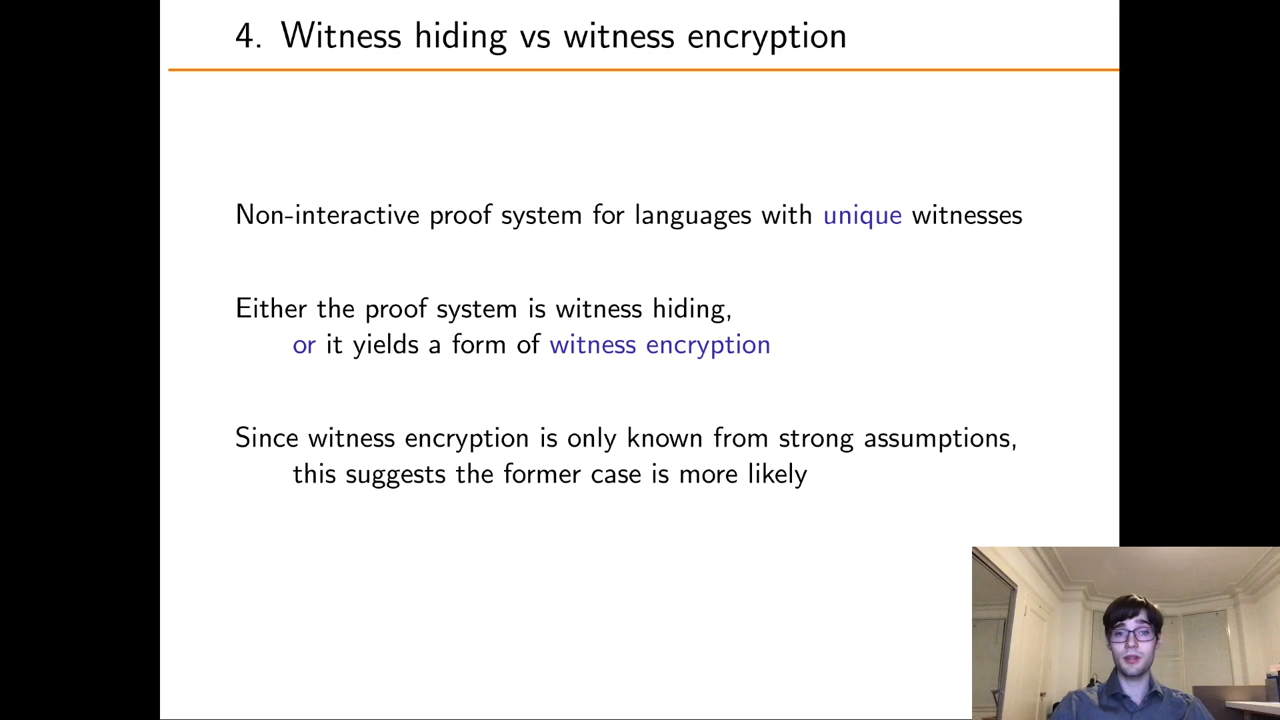 4. Witness hiding vs witness encryption
Non-interactive proof system for languages with unique witnesses
Either the proof system is witness hiding,
or it yields a form of witness encryption
Since witness encryption is only known from strong assumptions,
this suggests the former case is more likely